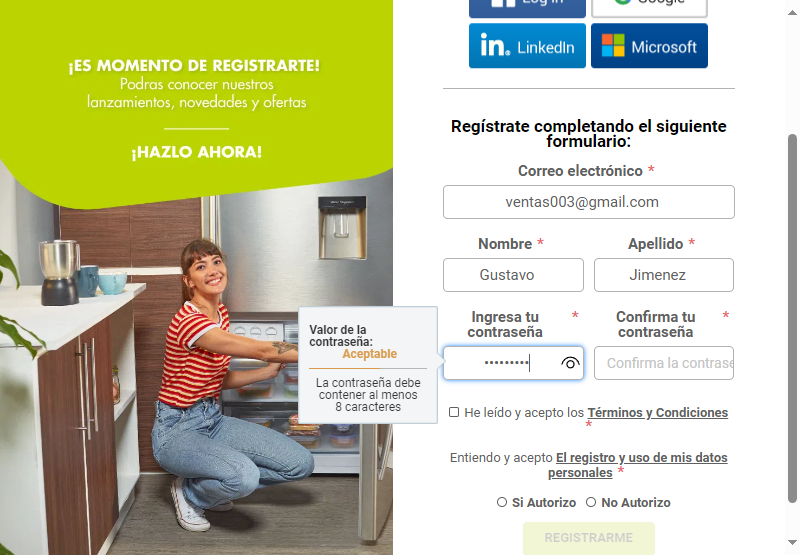 ¡ES MOMENTO DE REGISTRARTE!
Podras conocer nuestros
lanzamientos, novedades y ofertas
¡HAZLO AHORA!
Log In
Google
LinkedIn
Microsoft
Regístrate completando el siguiente
formulario:
Correo electrónico *
ventas003@gmail.com
Nombre *
Apellido *
Gustavo
Jimenez
Ingresa tu
contraseña *
Confirma tu
contraseña *
•••••••••
Confirma la contrase
Valor de la
contraseña:
Aceptable
La contraseña debe
contener al menos
8 caracteres
He leído y acepto los Términos y Condiciones
*
Entiendo y acepto El registro y uso de mis datos
personales *
Si Autorizo
No Autorizo
REGISTRARME